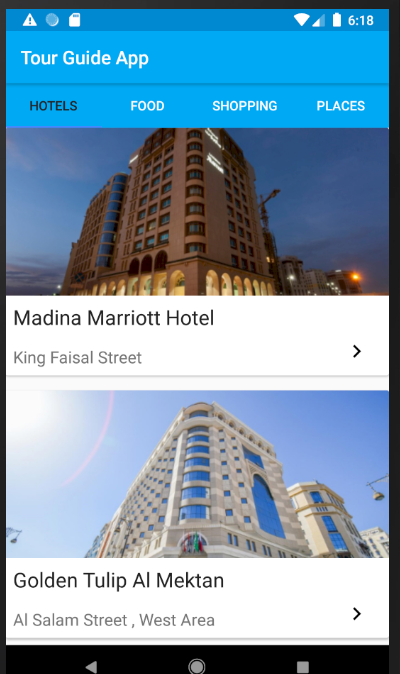 6:18
Tour Guide App
HOTELS FOOD SHOPPING PLACES
Madina Marriott Hotel
King Faisal Street
Golden Tulip Al Mektan
Al Salam Street , West Area